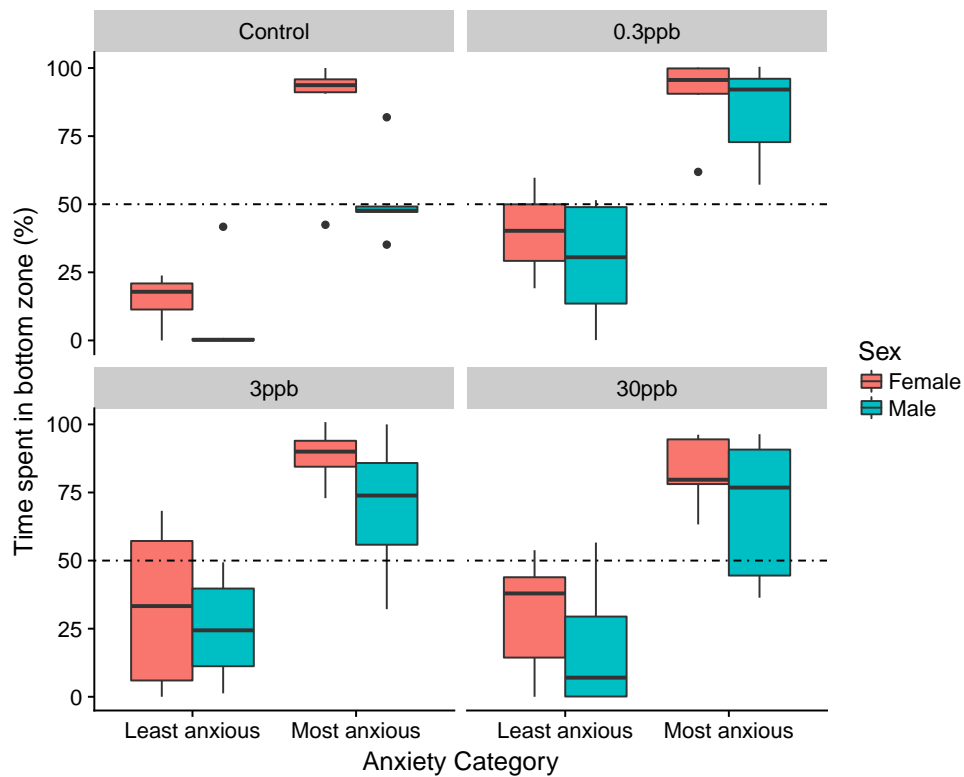 Control
0.3ppb
100
75
50
25
0
3ppb
30ppb
100
75
50
25
0
Time spent in bottom zone (%)
Least anxious
Most anxious
Least anxious
Most anxious
Anxiety Category
Sex
Female
Male